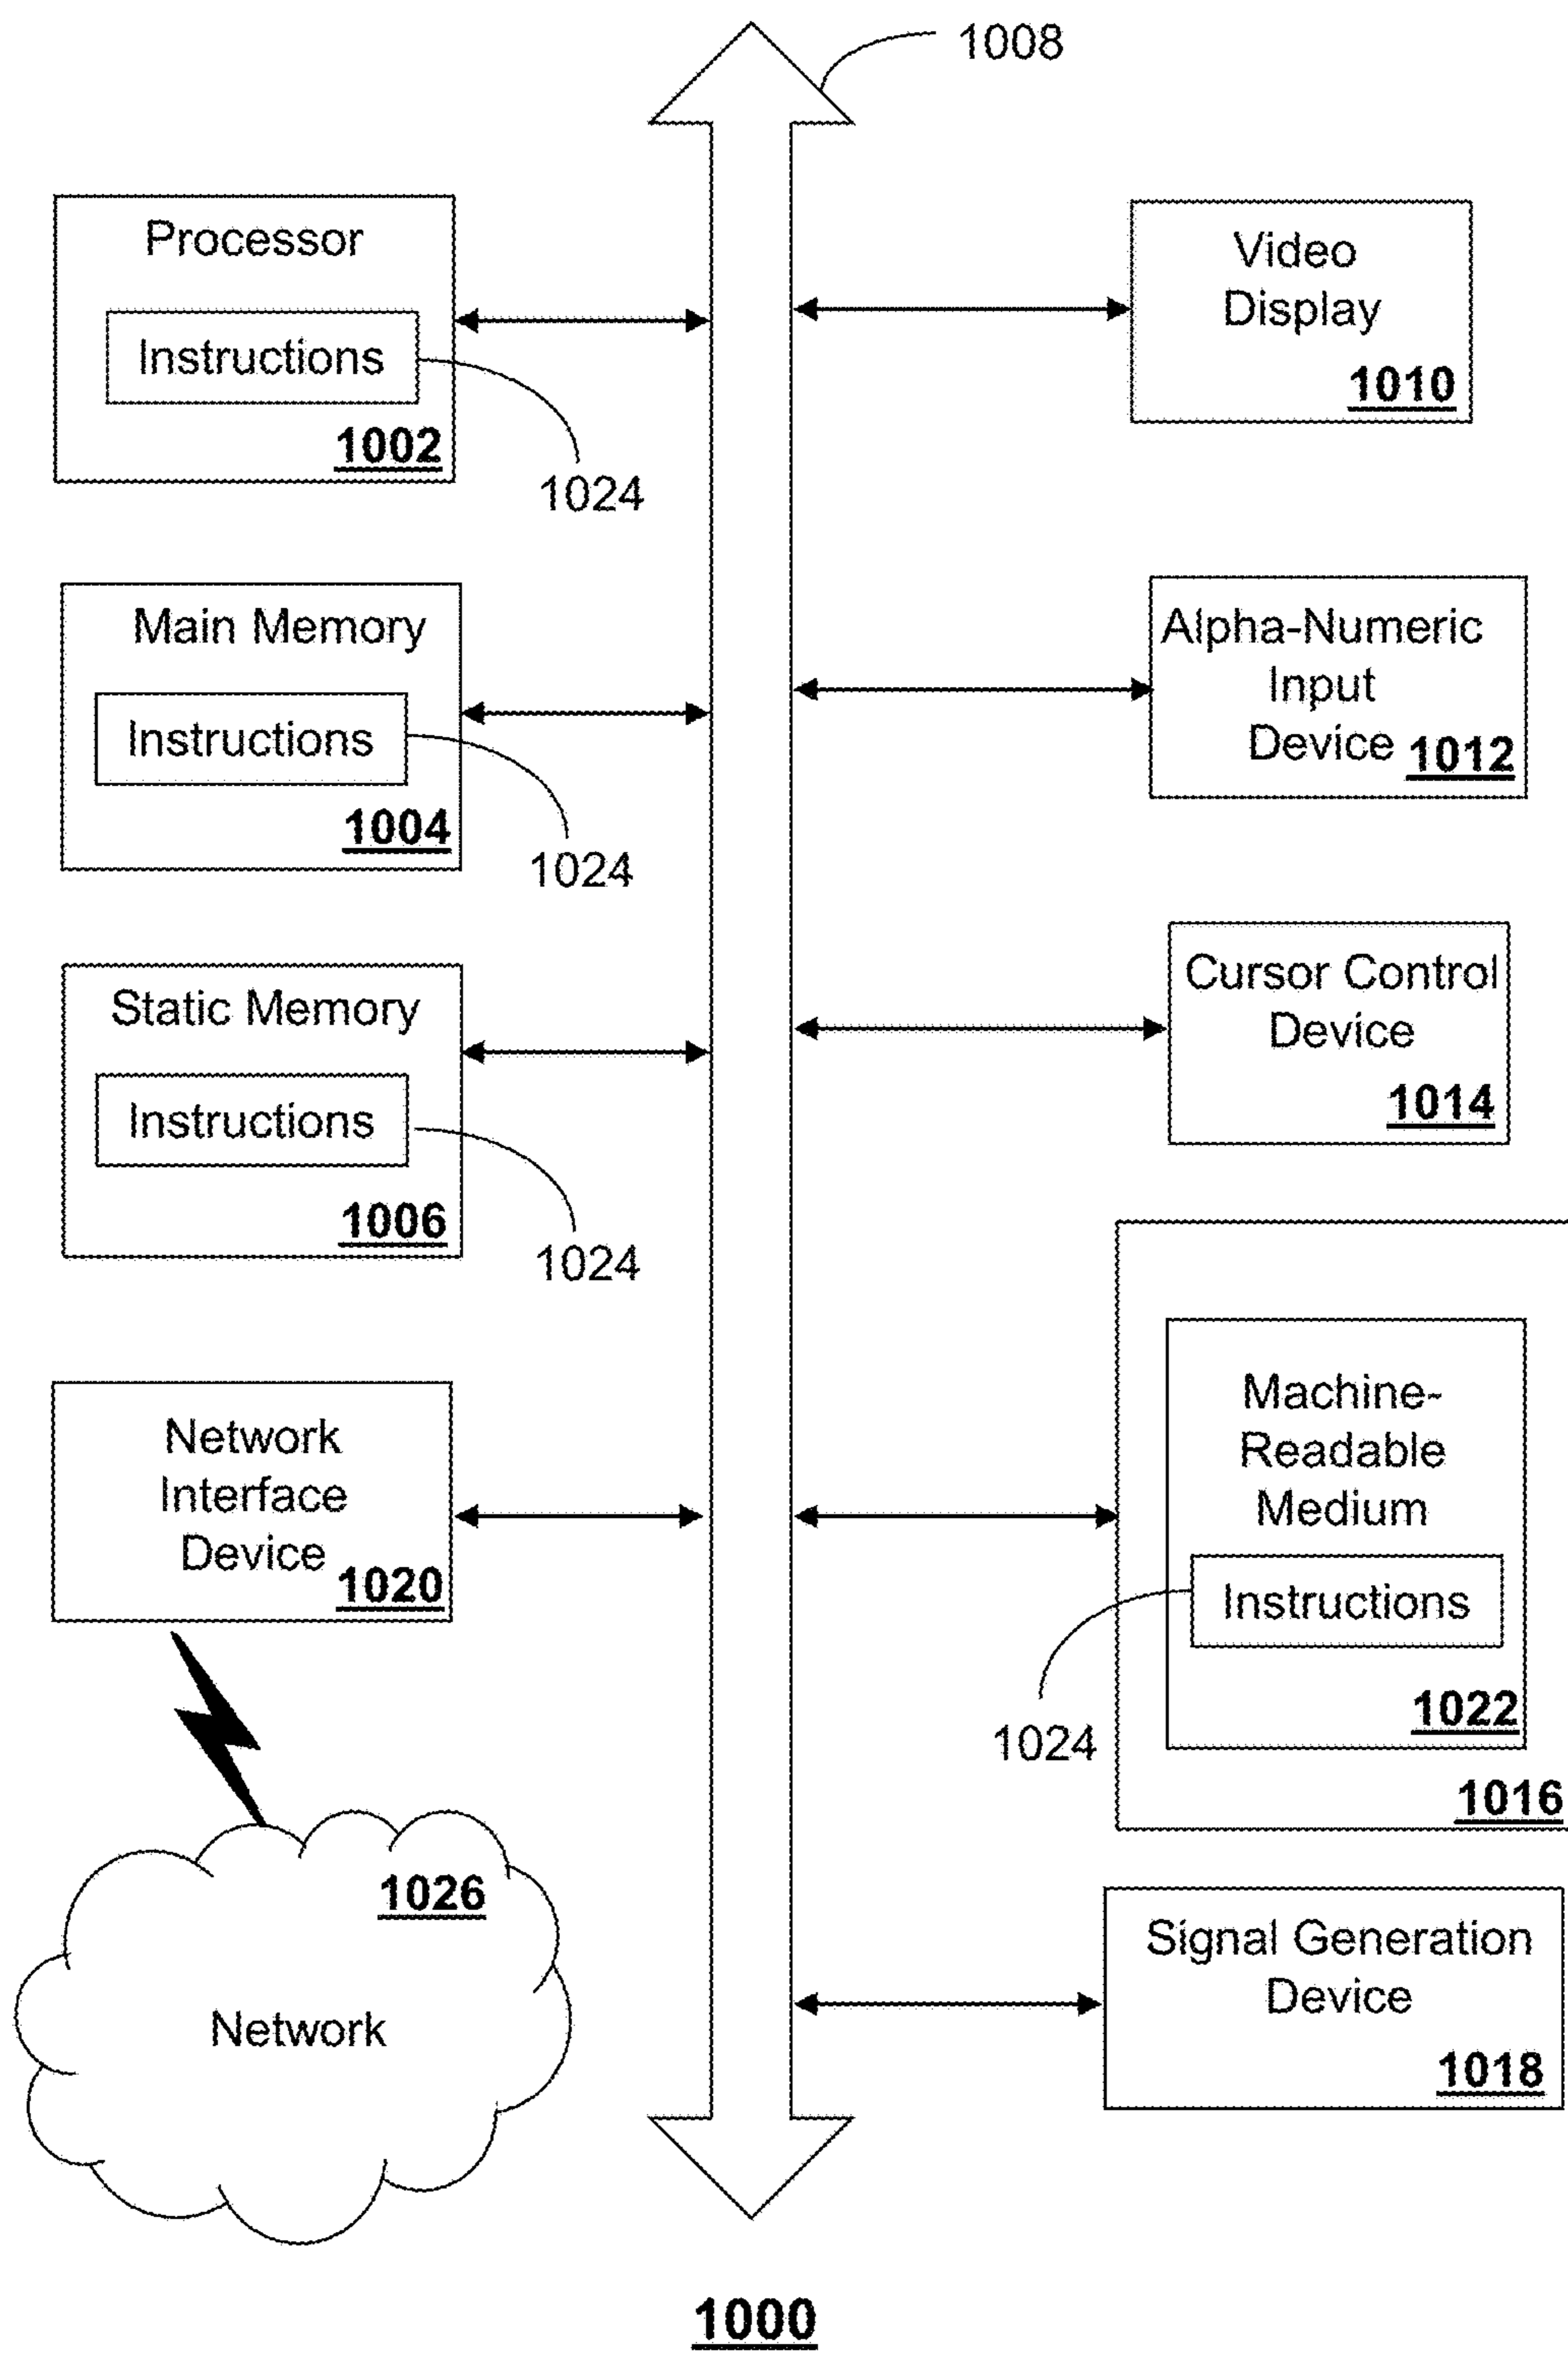 1008
Processor
Instructions
1002
1024
Video
Display
1010
Main Memory
Instructions
1004
1024
Alpha-Numeric
Input
Device 1012
Static Memory
Instructions
1006
1024
Cursor Control
Device
1014
Network
Interface
Device 1020
Machine-
Readable
Medium
Instructions
1024
1022
1016
1026
Network
Signal Generation
Device
1018
1000